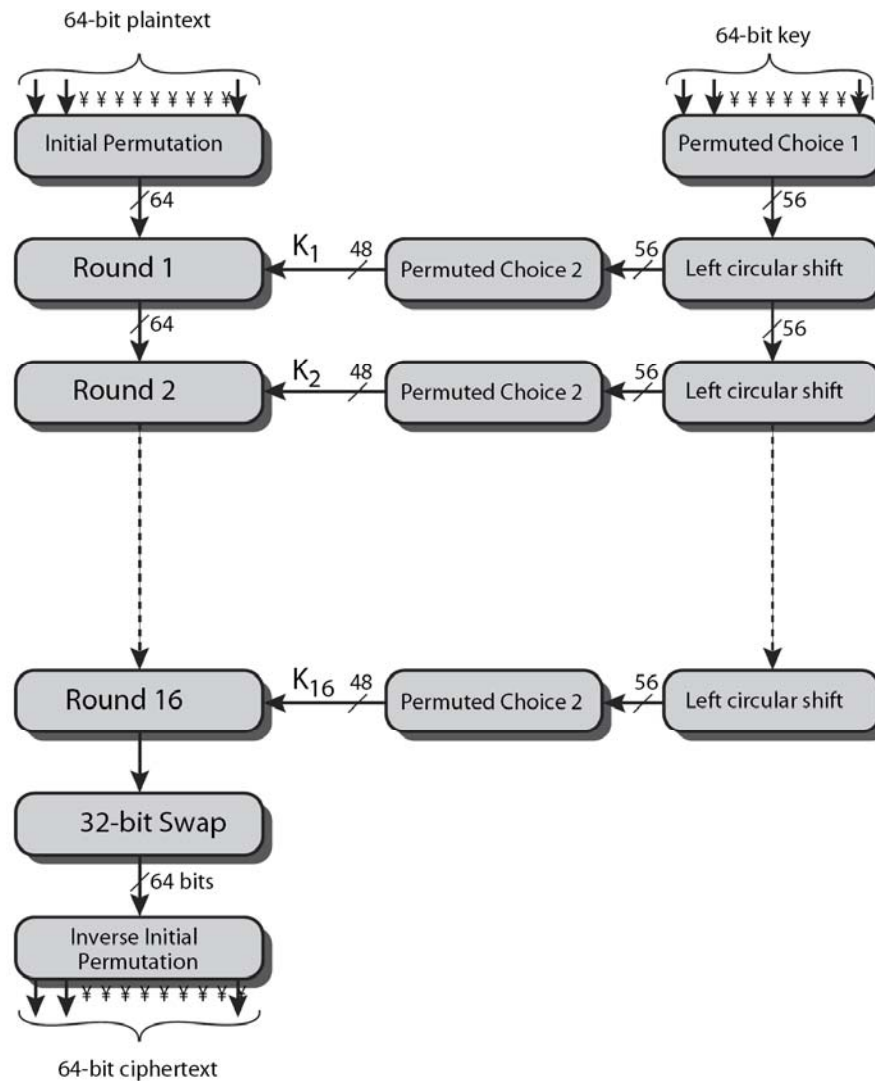 64-bit plaintext
64-bit key
¥ ¥ ¥ ¥ ¥ ¥ ¥ ¥ ¥
¥ ¥ ¥ ¥ ¥ ¥ ¥ ¥ ¥
Initial Permutation
Permuted Choice 1
64
56
Round 1
K1
48
Permuted Choice 2
56
Left circular shift
64
56
Round 2
K2
48
Permuted Choice 2
56
Left circular shift
Round 16
K16
48
Permuted Choice 2
56
Left circular shift
32-bit Swap
64 bits
Inverse Initial
Permutation
¥ ¥ ¥ ¥ ¥ ¥ ¥ ¥ ¥
64-bit ciphertext